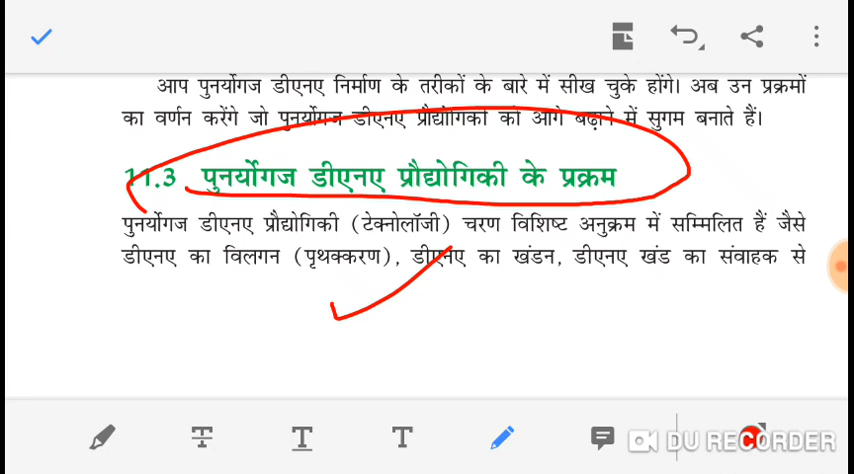 आप पुनर्योगज डीएनए निर्माण के तरीकों के बारे में सीख चुके होंगे। अब उन प्रक्रमों
का वर्णन करेंगे जो पुनर्योगज डीएनए प्रौद्योगिकी को आगे बढ़ाने में सुगम बनाते हैं।
11.3 पुनर्योगज डीएनए प्रौद्योगिकी के प्रक्रम
पुनर्योगज डीएनए प्रौद्योगिकी (टेक्नोलॉजी) चरण विशिष्ट अनुक्रम में सम्मिलित हैं जैसे
डीएनए का विलगन (पृथक्करण), डीएनए का खंडन, डीएनए खंड का संवाहक से
T T T
DU RECORDER